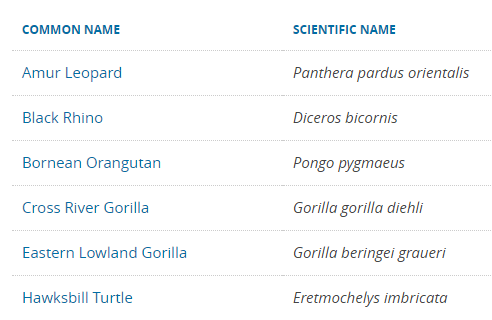 COMMON NAME SCIENTIFIC NAME
Amur Leopard Panthera pardus orientalis
Black Rhino Diceros bicornis
Bornean Orangutan Pongo pygmaeus
Cross River Gorilla Gorilla gorilla diehli
Eastern Lowland Gorilla Gorilla beringei graueri
Hawksbill Turtle Eretmochelys imbricata